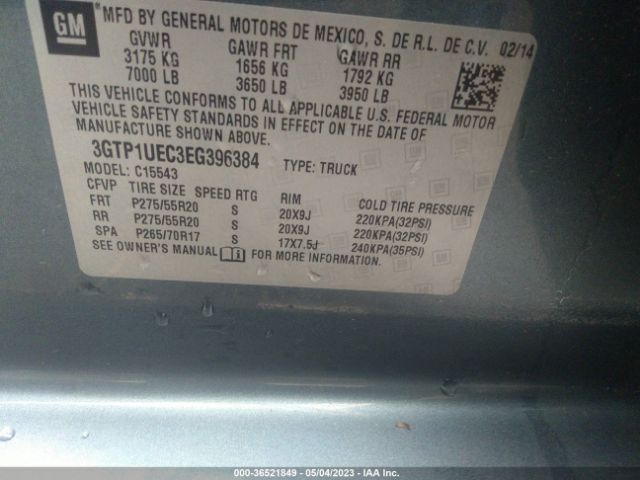 GM
*MFD BY GENERAL MOTORS DE MEXICO, S. DE R.L. DE C.V. 02/14
GVWR GAWR FRT GAWR RR
3175 KG 1656 KG 1792 KG
7000 LB 3650 LB 3950 LB
THIS VEHICLE CONFORMS TO ALL APPLICABLE U.S. FEDERAL MOTOR
VEHICLE SAFETY STANDARDS IN EFFECT ON THE DATE OF
MANUFACTURE SHOWN ABOVE.
3GTP1UEC3EG396384 TYPE: TRUCK
MODEL: C15543
CFVP TIRE SIZE SPEED RTG RIM COLD TIRE PRESSURE
FRT P275/55R20 S 20X9J 220KPA(32PSI)
RR P275/55R20 S 20X9J 220KPA(32PSI)
SPA P265/70R17 S 17X7.5J 240KPA(35PSI)
SEE OWNER'S MANUAL FOR MORE INFORMATION.
000-36521849 - 05/04/2023 - IAA Inc.